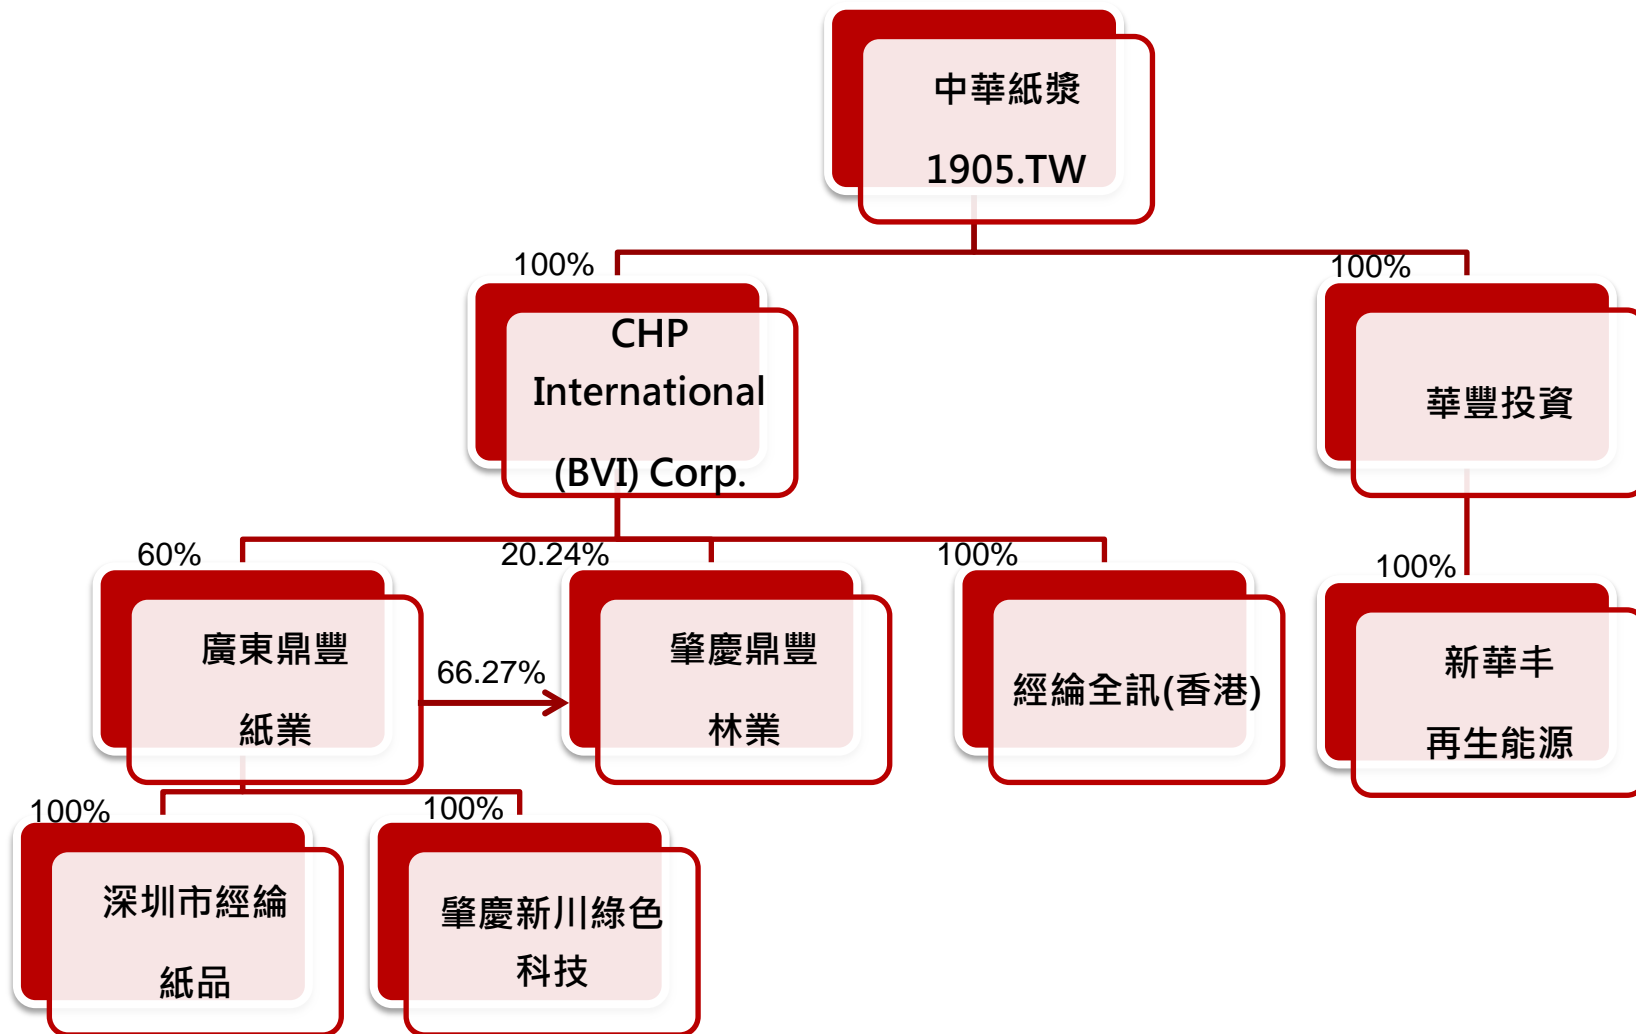 中華紙漿
1905.TW
100%
100%
CHP
International
(BVI) Corp.
華豐投資
60%
20.24%
100%
100%
廣東鼎豐
紙業
66.27%
肇慶鼎豐
林業
經綸全訊(香港)
新華丰
再生能源
100%
100%
深圳市經綸
紙品
肇慶新川綠色
科技